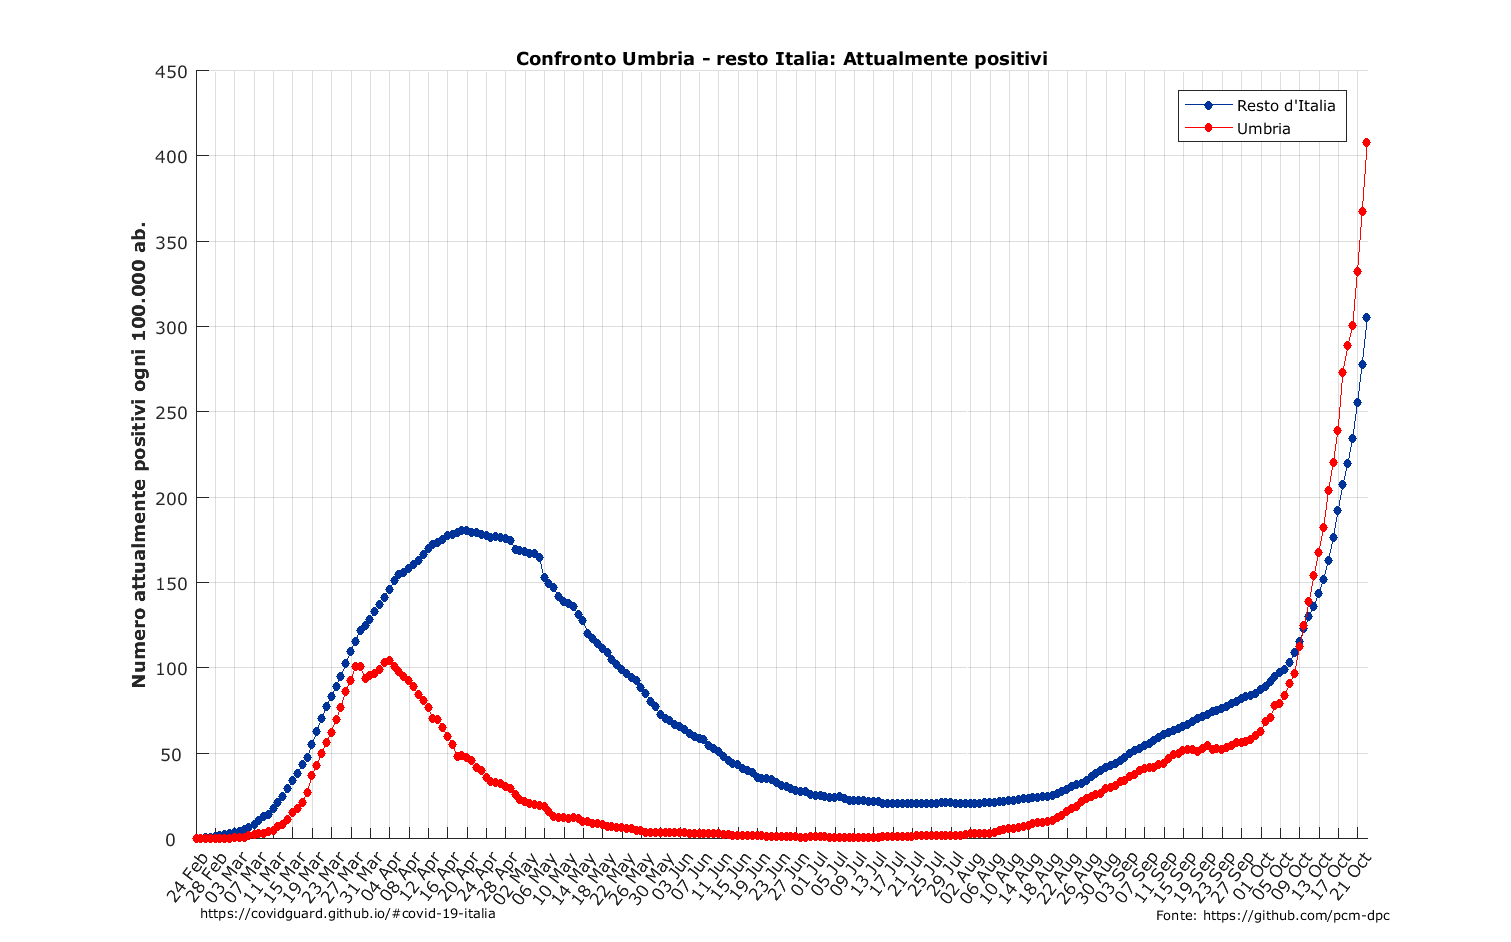 Confronto Umbria - resto Italia: Attualmente positivi
Resto d'Italia
Umbria
Numero attualmente positivi ogni 100.000 ab.
450
400
350
300
250
200
150
100
50
0
24 Feb
28 Feb
03 Mar
07 Mar
11 Mar
15 Mar
19 Mar
23 Mar
27 Mar
31 Mar
04 Apr
08 Apr
12 Apr
16 Apr
20 Apr
24 Apr
28 Apr
02 May
06 May
10 May
14 May
18 May
22 May
26 May
30 May
03 Jun
07 Jun
11 Jun
15 Jun
19 Jun
23 Jun
27 Jun
01 Jul
05 Jul
09 Jul
13 Jul
17 Jul
21 Jul
25 Jul
29 Jul
02 Aug
06 Aug
10 Aug
14 Aug
18 Aug
22 Aug
26 Aug
30 Aug
03 Sep
07 Sep
11 Sep
15 Sep
19 Sep
23 Sep
27 Sep
01 Oct
05 Oct
09 Oct
13 Oct
17 Oct
21 Oct
https://covidguard.github.io/#covid-19-italia
Fonte: https://github.com/pcm-dpc